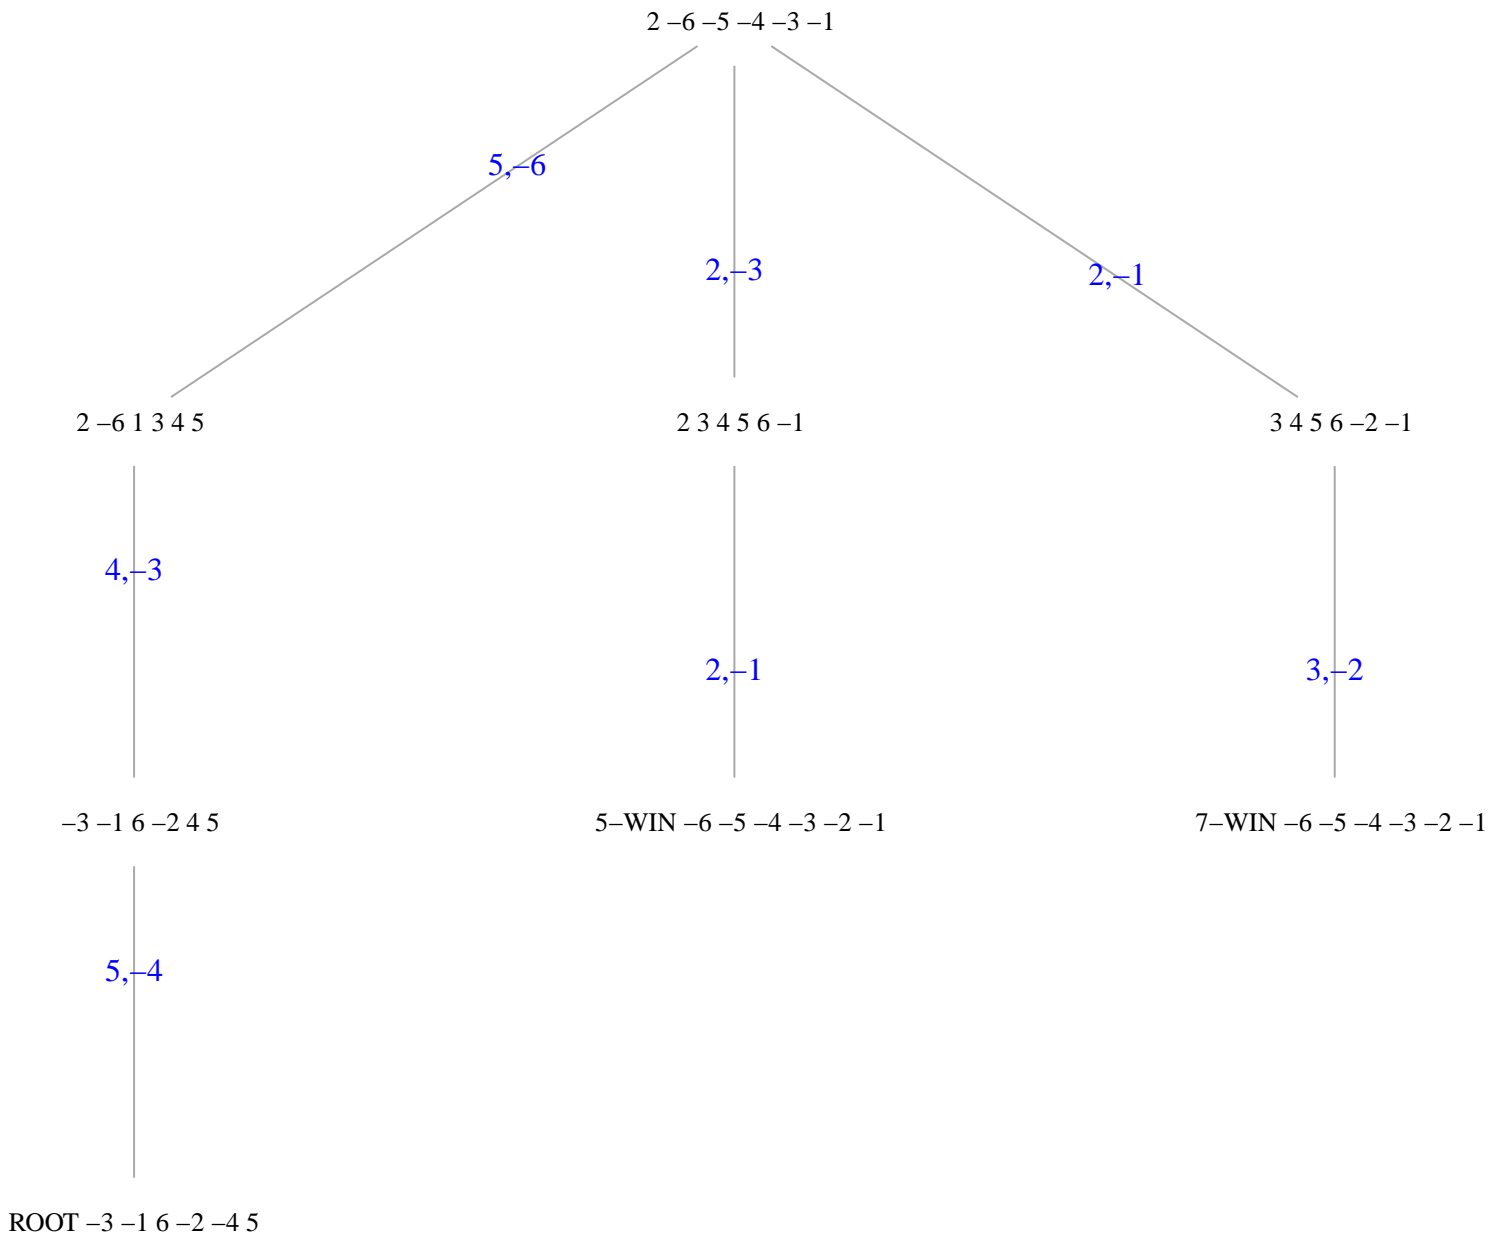 2 –6 –5 –4 –3 –1
5,–6
2,–3
2,–1
2 –6 1 3 4 5
2 3 4 5 6 –1
3 4 5 6 –2 –1
4,–3
2,–1
3,–2
–3 –1 6 –2 4 5
5–WIN –6 –5 –4 –3 –2 –1
7–WIN –6 –5 –4 –3 –2 –1
5,–4
ROOT –3 –1 6 –2 –4 5